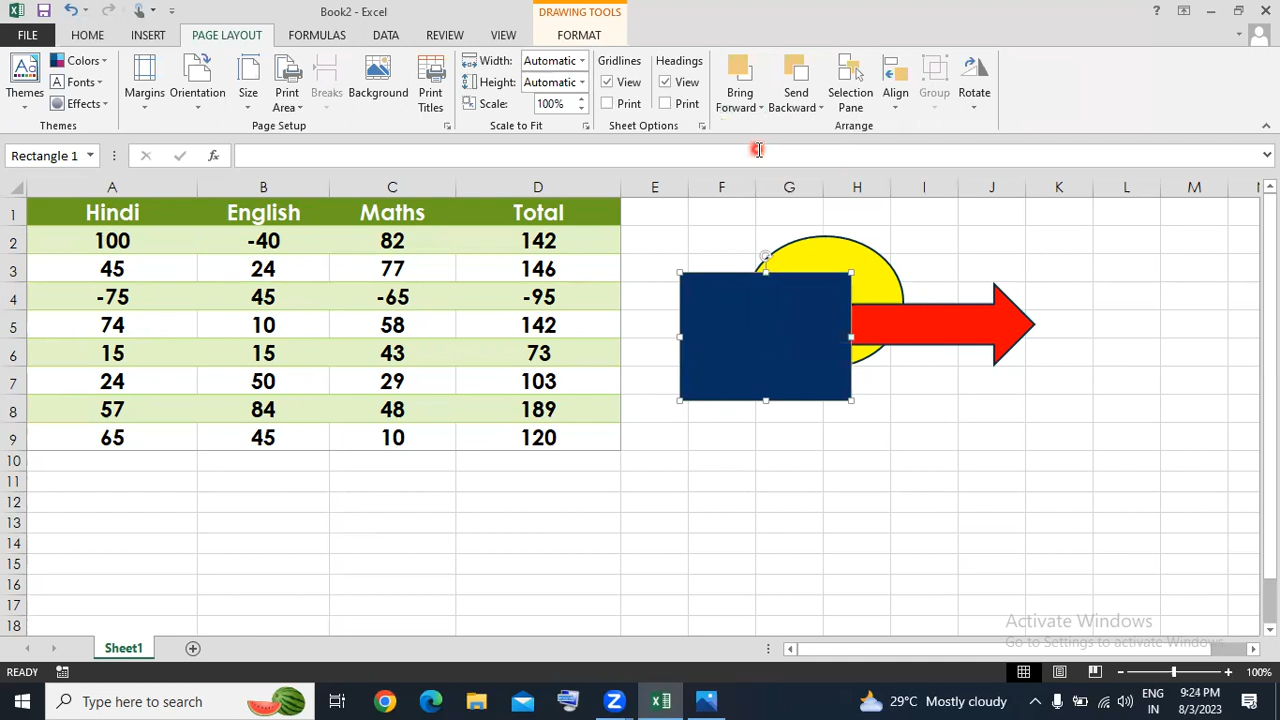 Book2 - Excel
DRAWING TOOLS
FILE HOME INSERT PAGE LAYOUT FORMULAS DATA REVIEW VIEW FORMAT
Themes Colors Fonts Effects
Margins Orientation Size Print Area Breaks Background Print Titles
Width: Automatic
Height: Automatic
Scale: 100%
Gridlines Headings
View View
Print Print
Bring Forward Send Backward Selection Pane Align Group Rotate
Themes Page Setup Scale to Fit Sheet Options Arrange
Rectangle 1 fx
A B C D E F G H I J K L M
1 Hindi English Maths Total
2 100 -40 82 142
3 45 24 77 146
4 -75 45 -65 -95
5 74 10 58 142
6 15 15 43 73
7 24 50 29 103
8 57 84 48 189
9 65 45 10 120
10
11
12
13
14
15
16
17
18
Activate Windows
Go to Settings to activate Windows.
Sheet1
READY 100%
Type here to search 29°C Mostly cloudy ENG IN 9:24 PM 8/3/2023